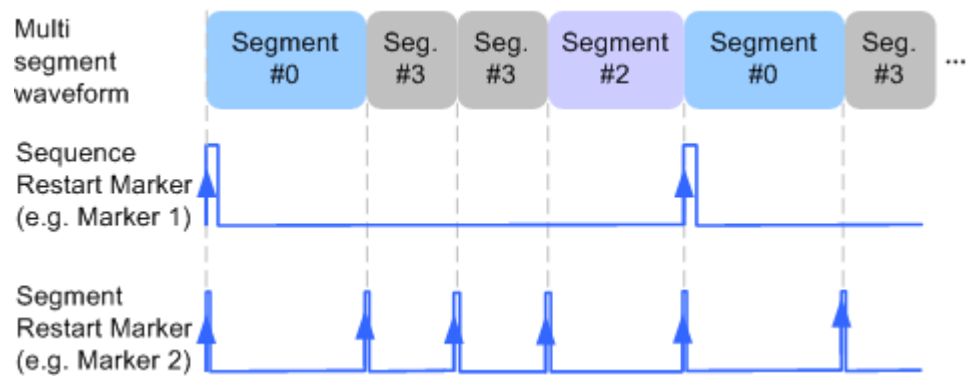 Multi
segment
waveform
Segment
#0
Seg.
#3
Seg.
#3
Segment
#2
Segment
#0
Seg.
#3
...
Sequence
Restart Marker
(e.g. Marker 1)
Segment
Restart Marker
(e.g. Marker 2)